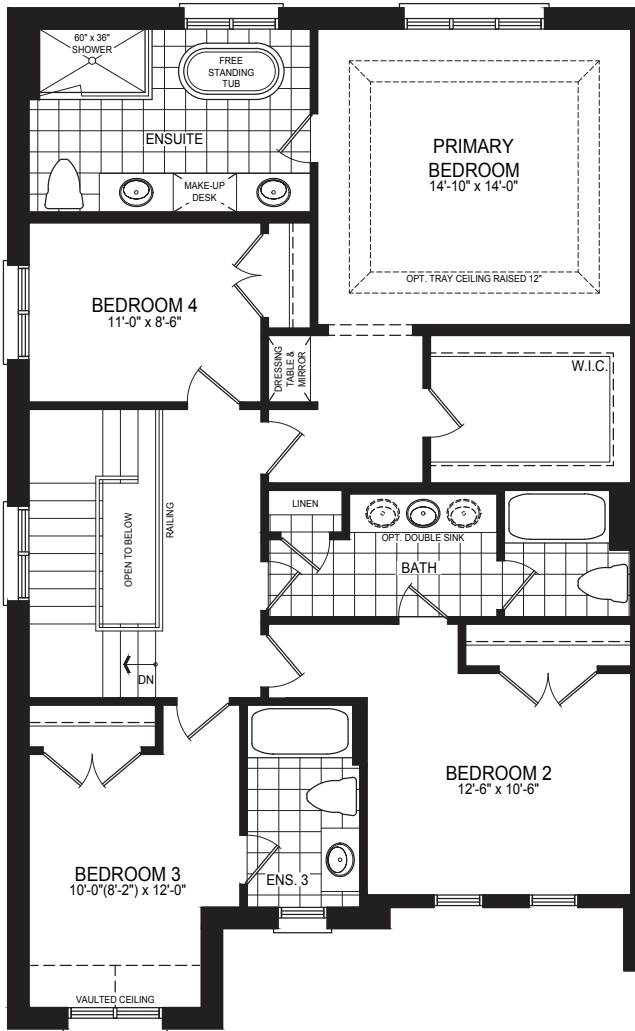 60" x 36"
SHOWER
FREE
STANDING
TUB
ENSUITE
MAKE-UP
DESK
PRIMARY
BEDROOM
14'-10" x 14'-0"
OPT. TRAY CEILING RAISED 12"
BEDROOM 4
11'-0" x 8'-6"
DRESSING
TABLE &
MIRROR
W.I.C.
OPEN TO BELOW
RAILING
LINEN
OPT. DOUBLE SINK
BATH
DN
BEDROOM 2
12'-6" x 10'-6"
BEDROOM 3
10'-0"(8'-2") x 12'-0"
ENS. 3
VAULTED CEILING